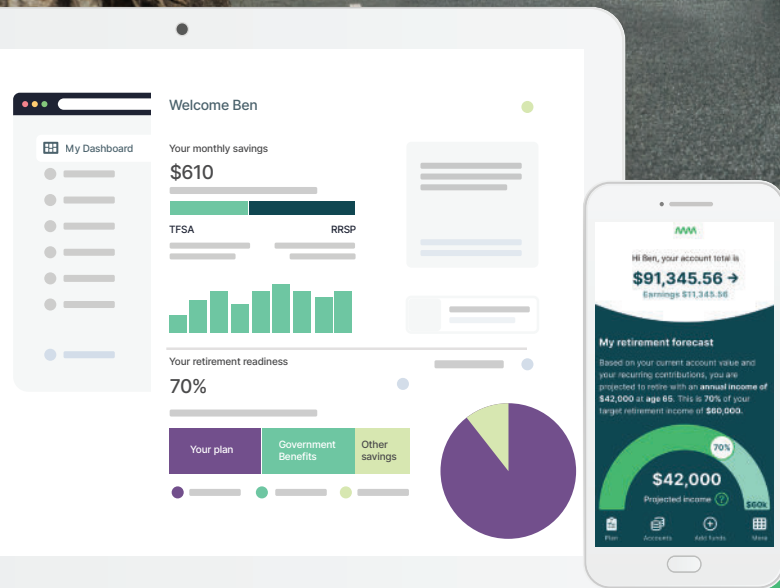 Welcome Ben
My Dashboard
Your monthly savings
$610
TFSA
RRSP
Your retirement readiness
70%
Your plan
Government
Benefits
Other
savings
Hi Ben, your account total is
$91,345.56 →
Earnings $11,345.56
My retirement forecast
Based on your current account value and
your recurring contributions, you are
projected to retire with an annual income of
$42,000 at age 65. This is 70% of your
target retirement income of $60,000.
70%
$42,000
Projected income ?
$60k
Plan
Accounts
Add funds
More